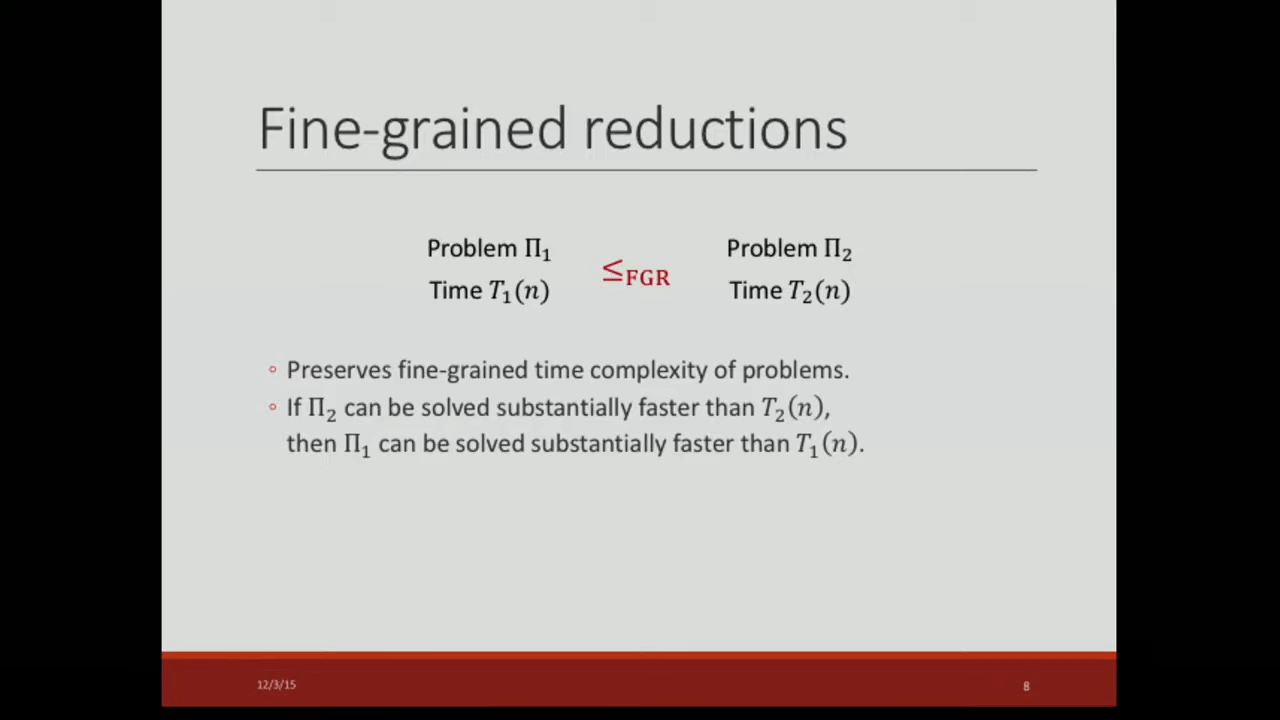 Fine-grained reductions
Problem Π₁ Problem Π₂
≤FGR
Time T₁(n) Time T₂(n)
◦ Preserves fine-grained time complexity of problems.
◦ If Π₂ can be solved substantially faster than T₂(n),
then Π₁ can be solved substantially faster than T₁(n).
12/3/15 8